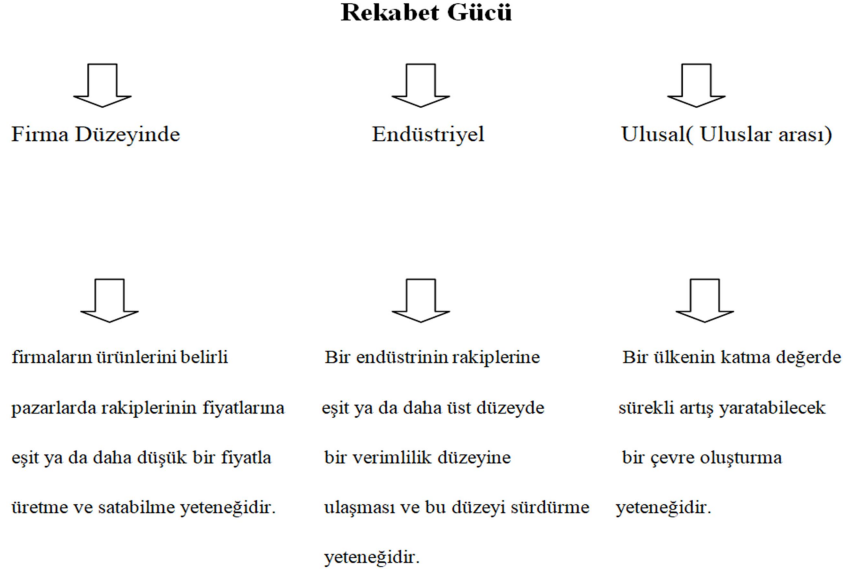 Rekabet Gücü
Firma Düzeyinde
Endüstriyel
Ulusal( Uluslar arası)
firmaların ürünlerini belirli
pazarlarda rakiplerinin fiyatlarına
eşit ya da daha düşük bir fiyatla
üretme ve satabilme yeteneğidir.
Bir endüstrinin rakiplerine
eşit ya da daha üst düzeyde
bir verimlilik düzeyine
ulaşması ve bu düzeyi sürdürme
yeteneğidir.
Bir ülkenin katma değerde
sürekli artış yaratabilecek
bir çevre oluşturma
yeteneğidir.